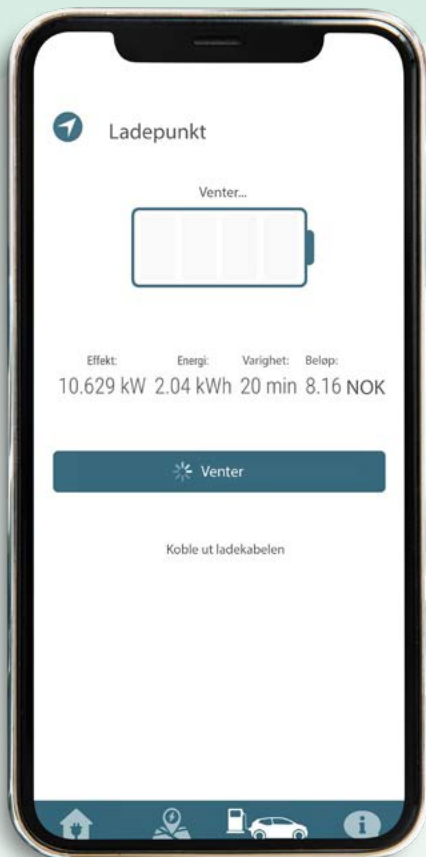 Ladepunkt
Venter...
Effekt: Energi: Varighet: Beløp:
10.629 kW 2.04 kWh 20 min 8.16 NOK
Venter
Koble ut ladekabelen